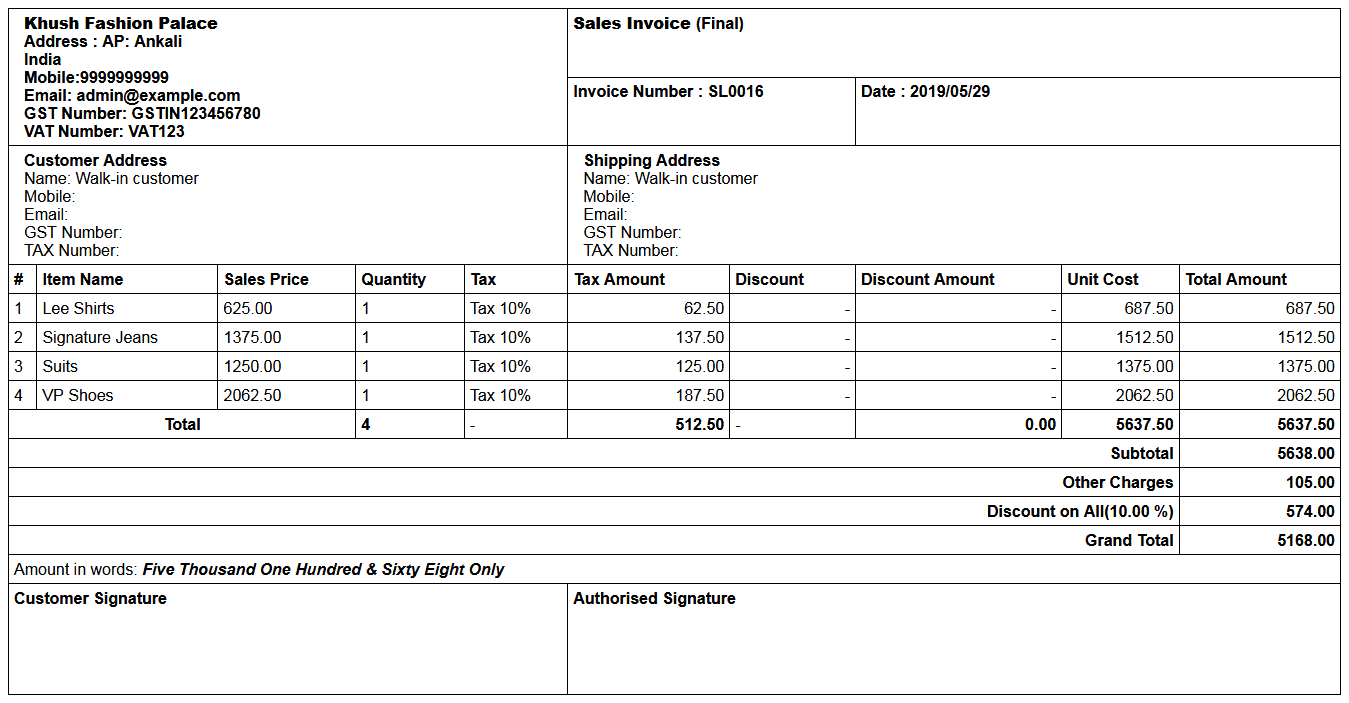 Khush Fashion Palace
Address : AP: Ankali
India
Mobile:9999999999
Email: admin@example.com
GST Number: GSTIN123456780
VAT Number: VAT123
Sales Invoice (Final)
Invoice Number : SL0016
Date : 2019/05/29
Customer Address
Name: Walk-in customer
Mobile:
Email:
GST Number:
TAX Number:
Shipping Address
Name: Walk-in customer
Mobile:
Email:
GST Number:
TAX Number:
# Item Name Sales Price Quantity Tax Tax Amount Discount Discount Amount Unit Cost Total Amount
1 Lee Shirts 625.00 1 Tax 10% 62.50 - - 687.50 687.50
2 Signature Jeans 1375.00 1 Tax 10% 137.50 - - 1512.50 1512.50
3 Suits 1250.00 1 Tax 10% 125.00 - - 1375.00 1375.00
4 VP Shoes 2062.50 1 Tax 10% 187.50 - - 2062.50 2062.50
Total 4 - 512.50 - 0.00 5637.50 5637.50
Subtotal 5638.00
Other Charges 105.00
Discount on All(10.00 %) 574.00
Grand Total 5168.00
Amount in words: Five Thousand One Hundred & Sixty Eight Only
Customer Signature
Authorised Signature